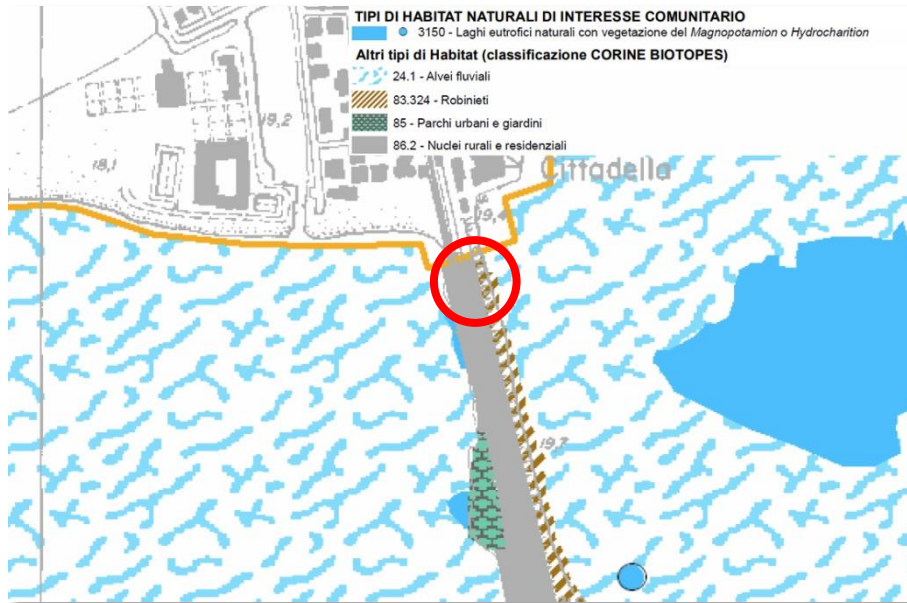 TIPI DI HABITAT NATURALI DI INTERESSE COMUNITARIO
3150 - Laghi eutrofici naturali con vegetazione del Magnopotamion o Hydrocharition
Altri tipi di Habitat (classificazione CORINE BIOTOPES)
24.1 - Alvei fluviali
83.324 - Robinieti
85 - Parchi urbani e giardini
86.2 - Nuclei rurali e residenziali
19,2
18,1
Cittadella
19,4
19,7